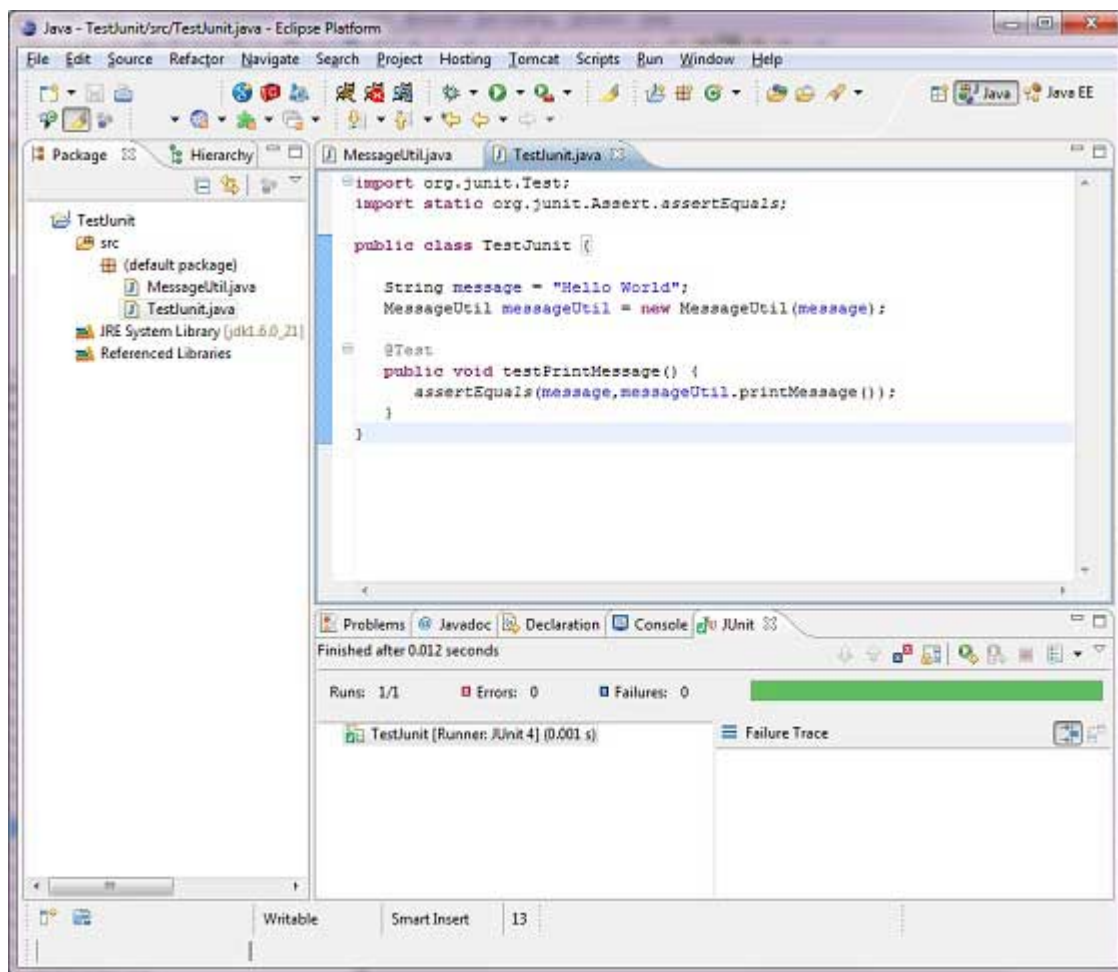 Java - TestJunit/src/TestJunit.java - Eclipse Platform
File Edit Source Refactor Navigate Search Project Hosting Tomcat Scripts Run Window Help
Java Java EE
Package Hierarchy
TestJunit
src
(default package)
MessageUtil.java
TestJunit.java
JRE System Library [jdk1.6.0_21]
Referenced Libraries
MessageUtil.java TestJunit.java
import org.junit.Test;
import static org.junit.Assert.assertEquals;
public class TestJunit {
String message = "Hello World";
MessageUtil messageUtil = new MessageUtil(message);
@Test
public void testPrintMessage() {
assertEquals(message,messageUtil.printMessage());
}
}
Problems Javadoc Declaration Console JUnit
Finished after 0.012 seconds
Runs: 1/1 Errors: 0 Failures: 0
TestJunit [Runner: JUnit 4] (0.001 s)
Failure Trace
Writable Smart Insert 13